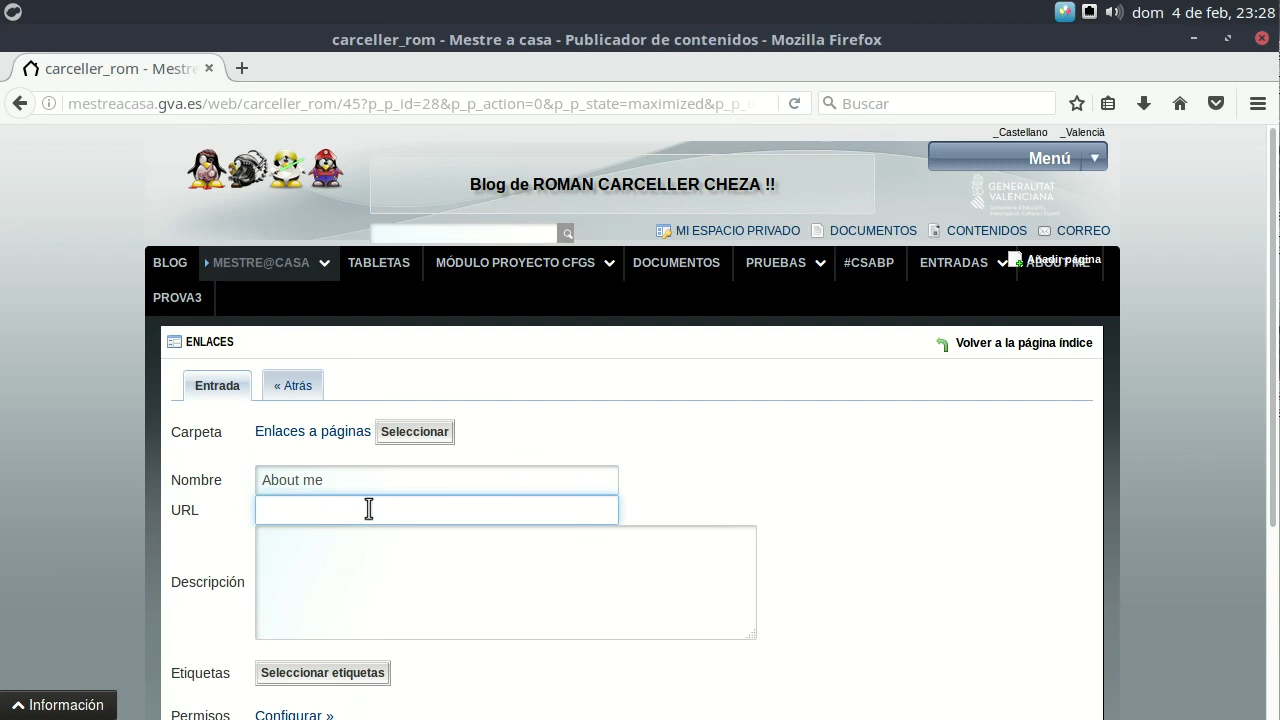 dom 4 de feb, 23:28
carceller_rom - Mestre a casa - Publicador de contenidos - Mozilla Firefox
carceller_rom - Mestre
mestreacasa.gva.es/web/carceller_rom/45?p_p_id=28&p_p_action=0&p_p_state=maximized&p_p_
Buscar
_Castellano _Valencià
Menú
Blog de ROMAN CARCELLER CHEZA !!
GENERALITAT
VALENCIANA
MI ESPACIO PRIVADO DOCUMENTOS CONTENIDOS CORREO
BLOG MESTRE@CASA TABLETAS MÓDULO PROYECTO CFGS DOCUMENTOS PRUEBAS #CSABP ENTRADAS ABOUT ME
Añadir página
PROVA3
ENLACES
Volver a la página índice
Entrada « Atrás
Carpeta Enlaces a páginas Seleccionar
Nombre About me
URL
Descripción
Etiquetas Seleccionar etiquetas
Información
Permisos Configurar »